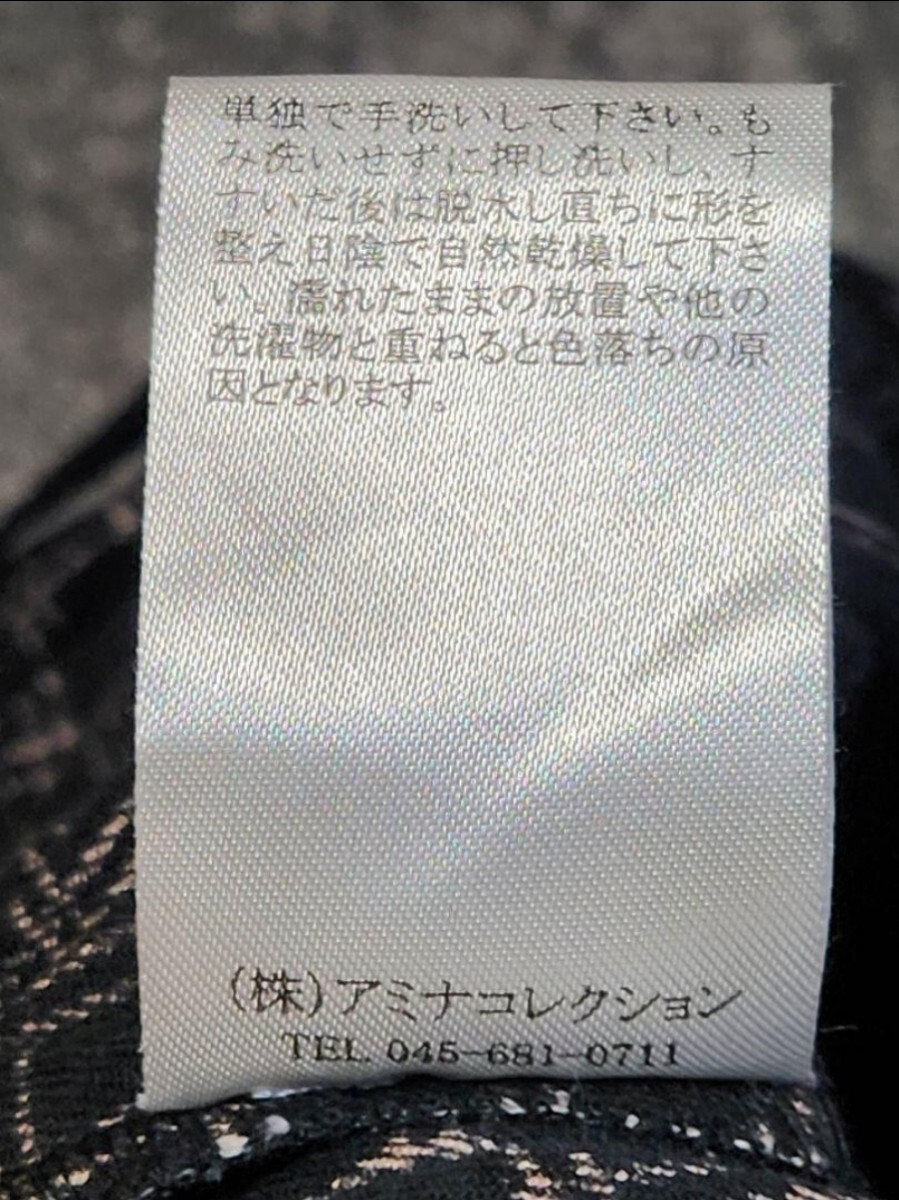 単独で手洗いして下さい。も
み洗いせずに押し洗いし、す
すいだ後は脱水し直ちに形を
整え日陰で自然乾燥して下さ
い。濡れたままの放置や他の
洗濯物と重ねると色落ちの原
因となります。
(株)アミナコレクション
TEL 045-681-0711